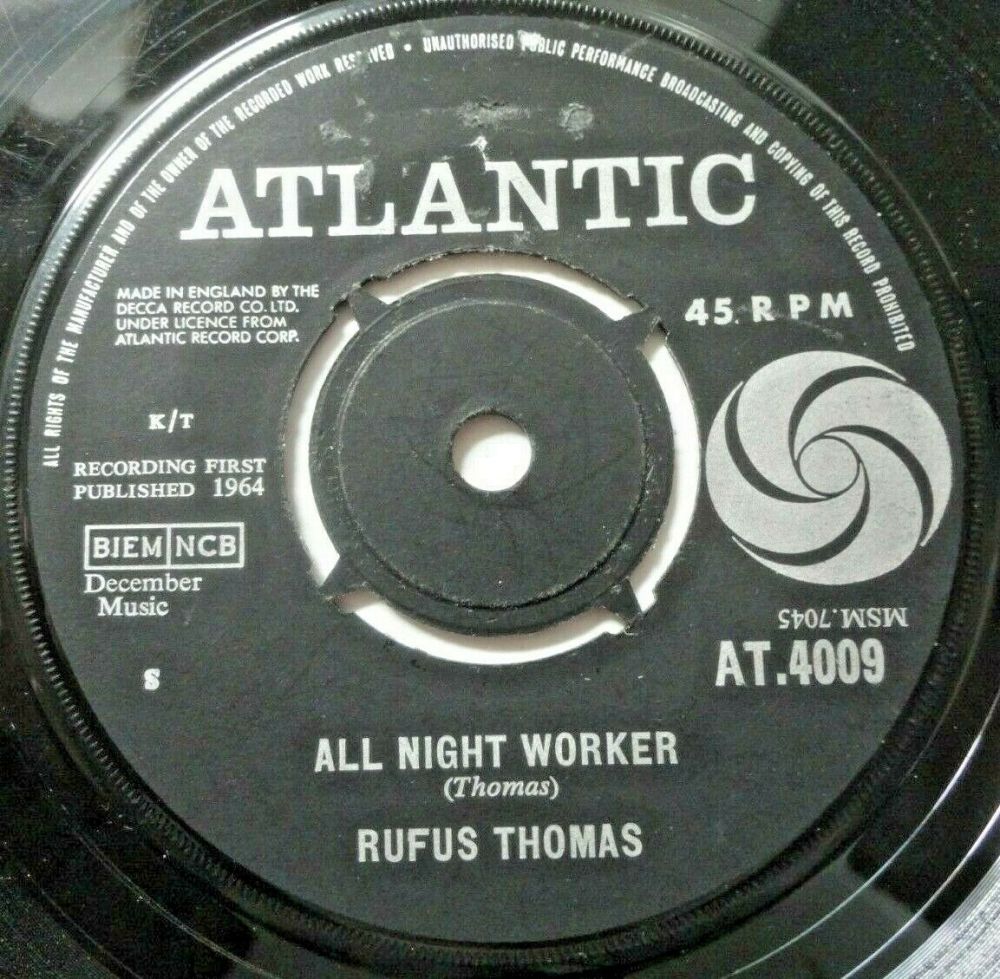 ALL RIGHTS OF THE MANUFACTURER AND OF THE OWNER OF THE RECORDED WORK RESERVED • UNAUTHORISED PUBLIC PERFORMANCE BROADCASTING AND COPYING OF THIS RECORD PROHIBITED
ATLANTIC
MADE IN ENGLAND BY THE
DECCA RECORD CO. LTD.
UNDER LICENCE FROM
ATLANTIC RECORD CORP.
45. R P M
K/T
RECORDING FIRST
PUBLISHED 1964
BIEM NCB
December
Music
S
MSM.7045
AT.4009
ALL NIGHT WORKER
(Thomas)
RUFUS THOMAS